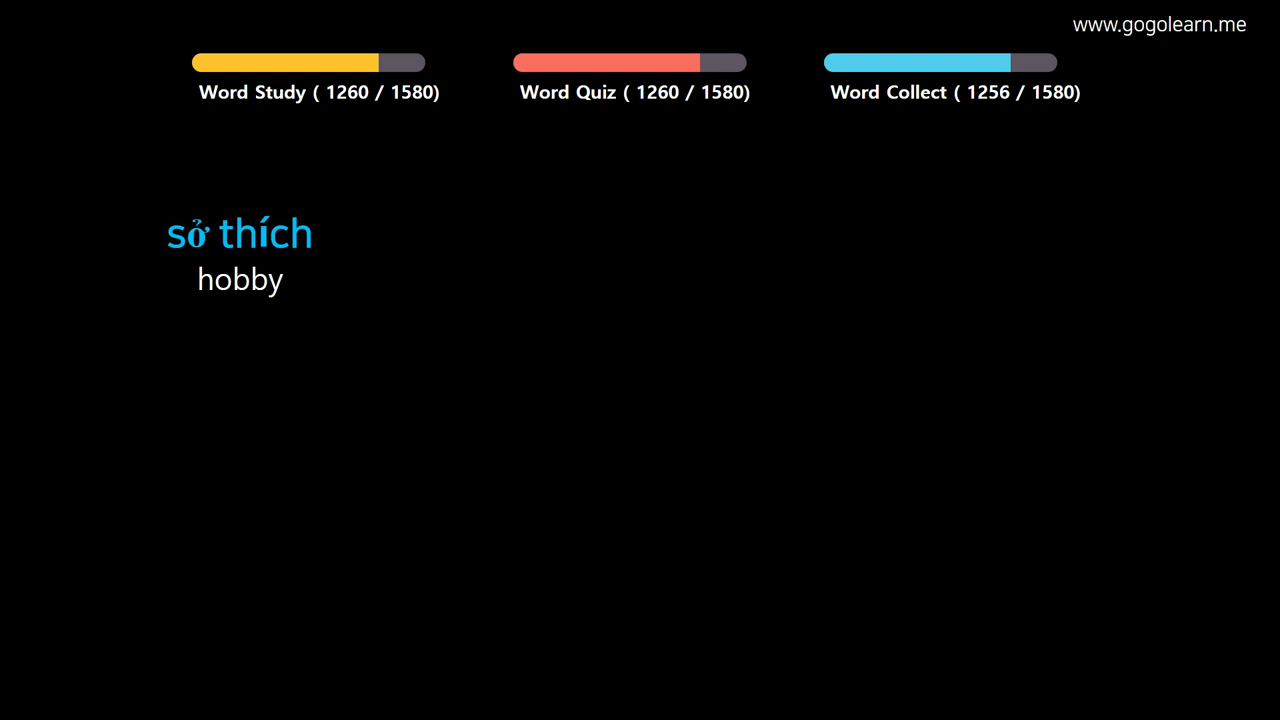 www.gogolearn.me
Word Study ( 1260 / 1580)
Word Quiz ( 1260 / 1580)
Word Collect ( 1256 / 1580)
sở thích
hobby